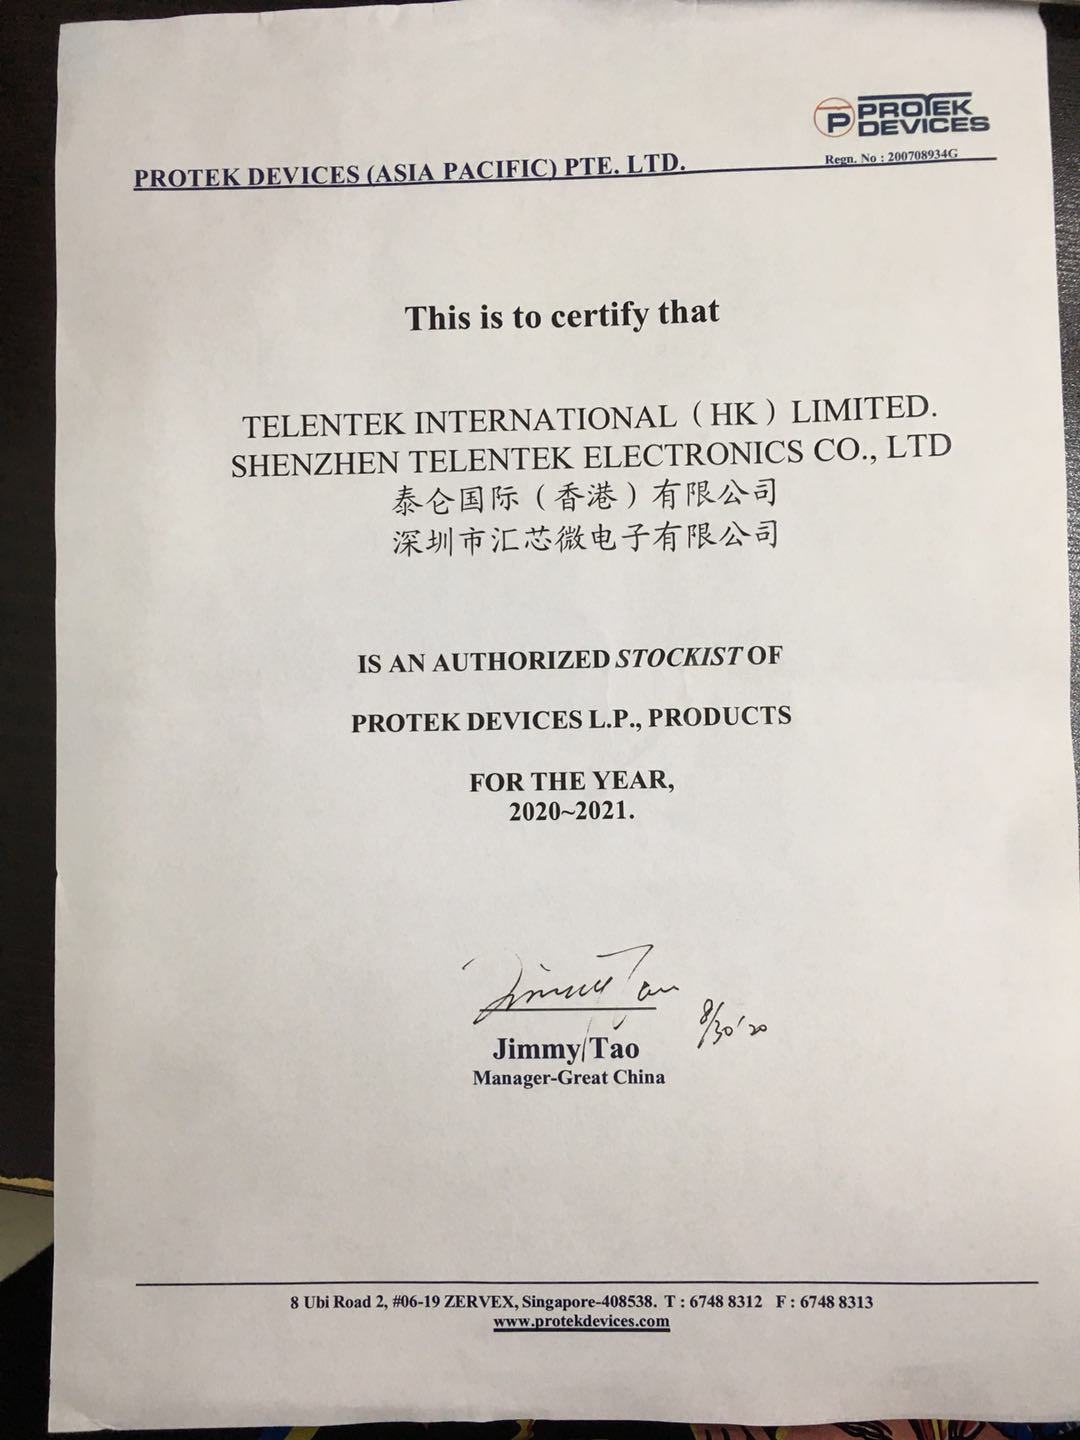 PROTEK
DEVICES
Regn. No : 200708934G
PROTEK DEVICES (ASIA PACIFIC) PTE. LTD.
This is to certify that
TELENTEK INTERNATIONAL（HK）LIMITED.
SHENZHEN TELENTEK ELECTRONICS CO., LTD
泰仑国际（香港）有限公司
深圳市汇芯微电子有限公司
IS AN AUTHORIZED STOCKIST OF
PROTEK DEVICES L.P., PRODUCTS
FOR THE YEAR,
2020~2021.
Jimmy Tao
8/30'20
Jimmy Tao
Manager-Great China
8 Ubi Road 2, #06-19 ZERVEX, Singapore-408538. T : 6748 8312 F : 6748 8313
www.protekdevices.com